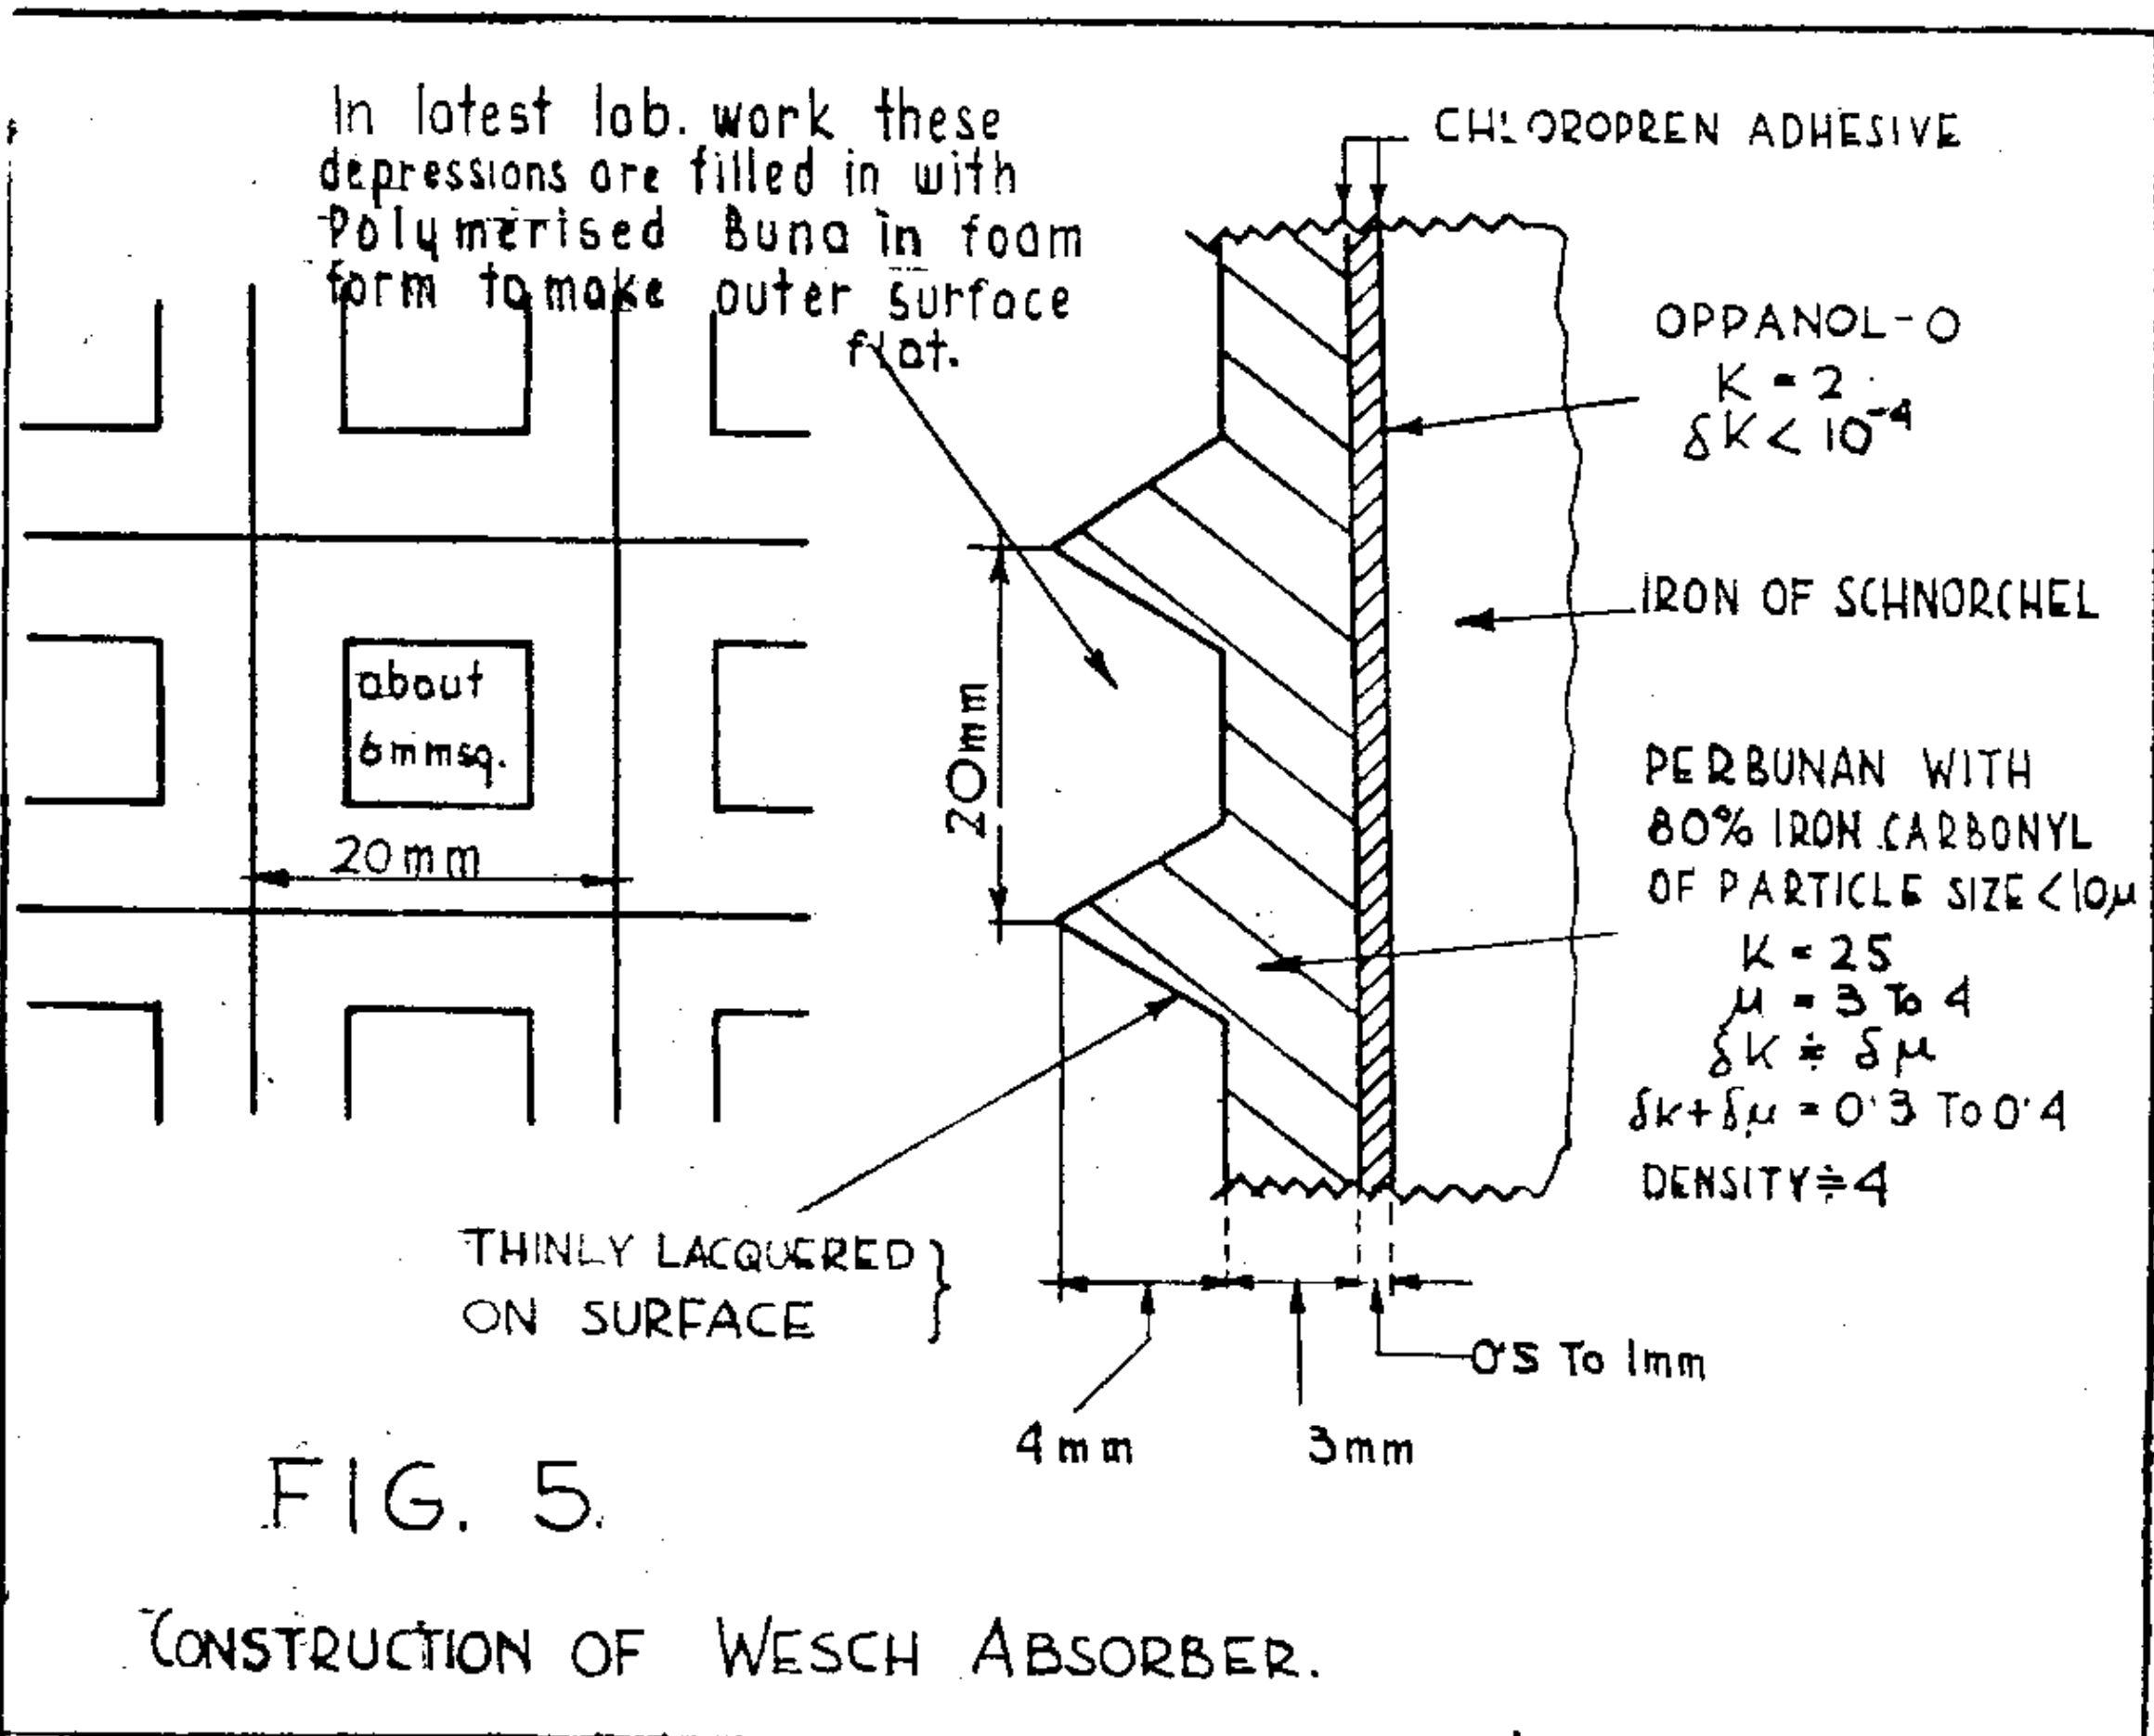 In latest lab. work these
depressions are filled in with
Polymerised Buna in foam
form to make outer surface
flat.
CHLOROPREN ADHESIVE
OPPANOL-O
K = 2
δK < 10⁻⁴
IRON OF SCHNORCHEL
about
6mmsq.
20mm
20mm
PERBUNAN WITH
80% IRON CARBONYL
OF PARTICLE SIZE <10μ
K = 25
μ = 3 To 4
δK ≑ δμ
δK+δμ = 0·3 To 0·4
DENSITY ≑ 4
THINLY LACQUERED
ON SURFACE
0·5 To 1mm
4mm
3mm
FIG. 5.
CONSTRUCTION OF WESCH ABSORBER.